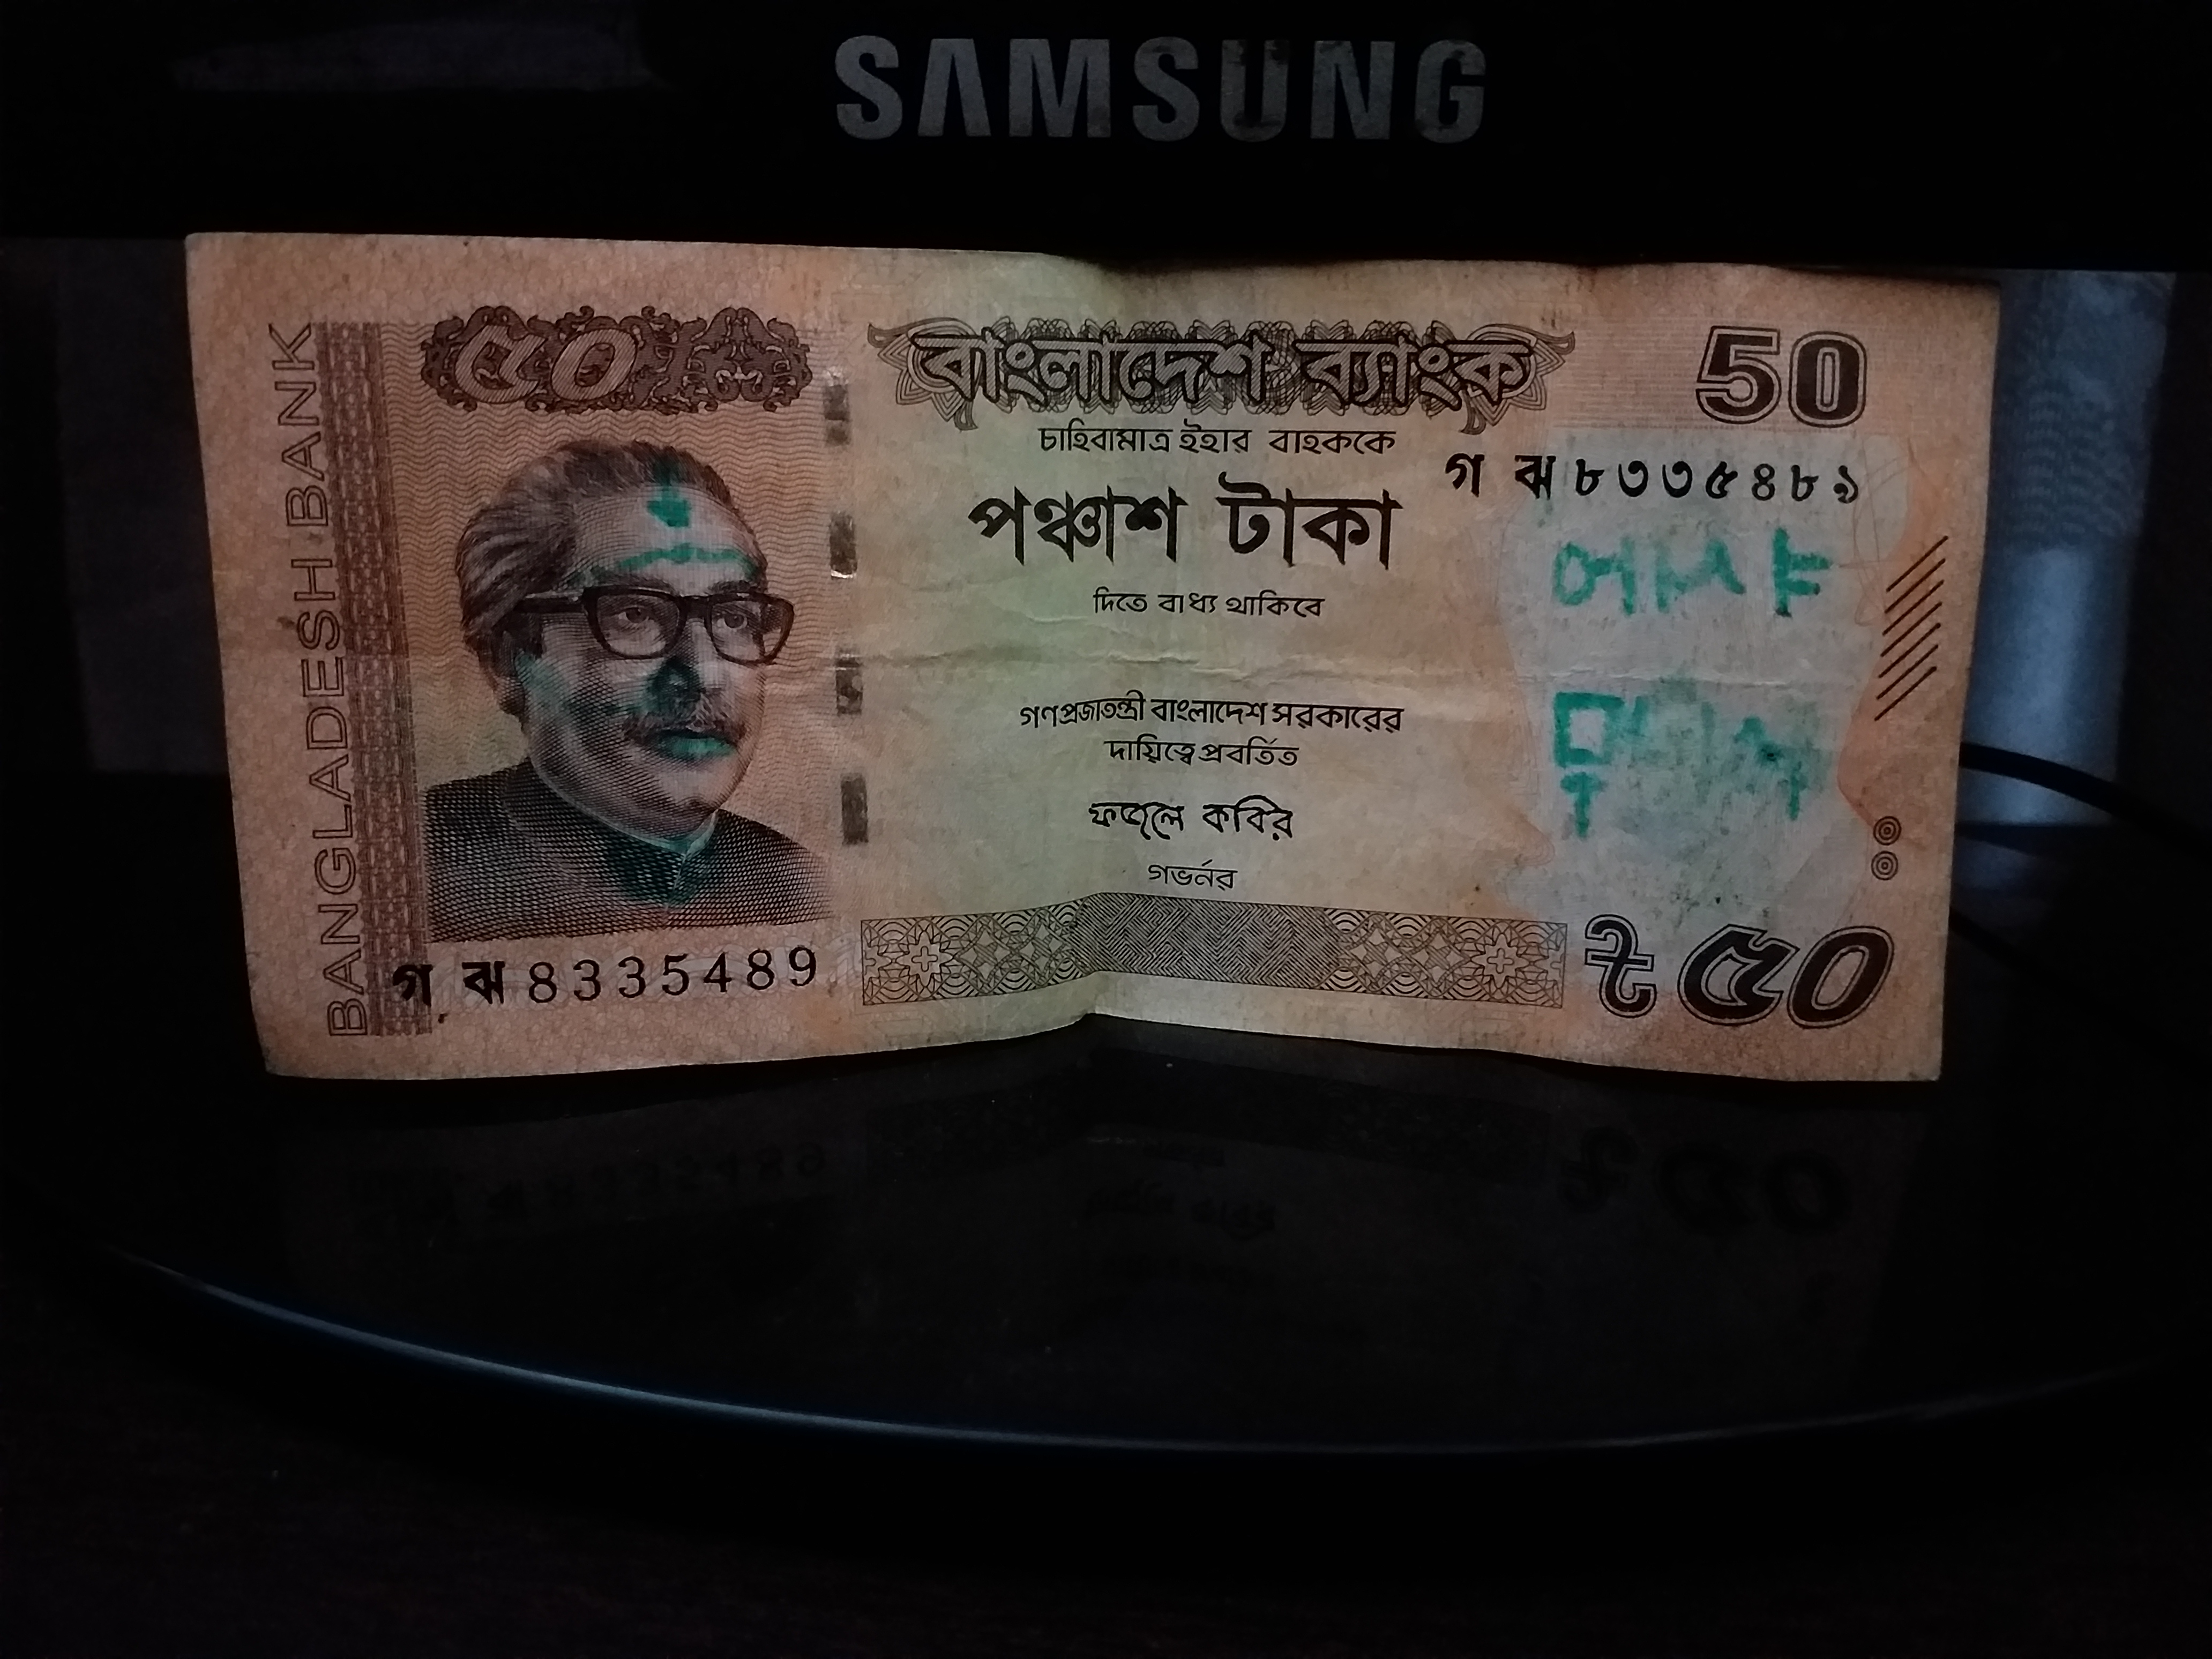 SAMSUNG
BANGLADESH BANK
৫০
বাংলাদেশ ব্যাংক
50
চাহিবামাত্র ইহার বাহককে
গ ঝ ৮৩৩৫৪৮৯
পঞ্চাশ টাকা
দিতে বাধ্য থাকিবে
গণপ্রজাতন্ত্রী বাংলাদেশ সরকারের
দায়িত্বে প্রবর্তিত
ফজলে কবির
গভর্নর
গ ঝ 8335489
৳ ৫০